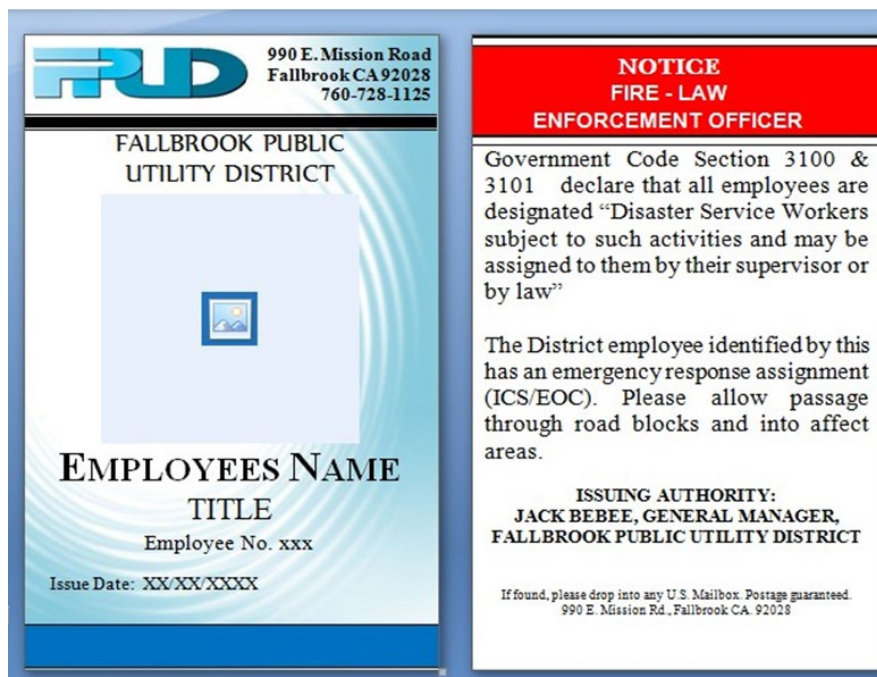 FPUD
990 E. Mission Road
Fallbrook CA 92028
760-728-1125
FALLBROOK PUBLIC
UTILITY DISTRICT
EMPLOYEES NAME
TITLE
Employee No. xxx
Issue Date: XX/XX/XXXX
NOTICE
FIRE - LAW
ENFORCEMENT OFFICER
Government Code Section 3100 &
3101 declare that all employees are
designated “Disaster Service Workers
subject to such activities and may be
assigned to them by their supervisor or
by law”
The District employee identified by this
has an emergency response assignment
(ICS/EOC). Please allow passage
through road blocks and into affect
areas.
ISSUING AUTHORITY:
JACK BEBEE, GENERAL MANAGER,
FALLBROOK PUBLIC UTILITY DISTRICT
If found, please drop into any U.S. Mailbox. Postage guaranteed.
990 E. Mission Rd., Fallbrook CA. 92028